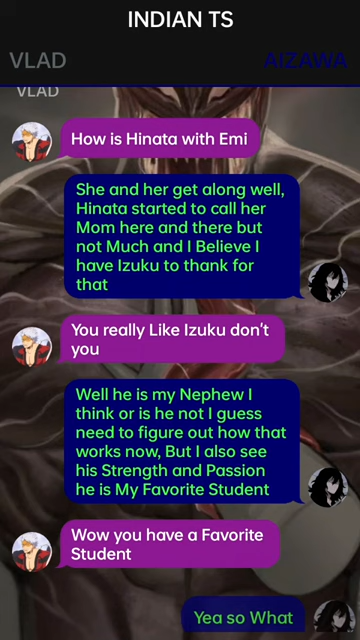 INDIAN TS
VLAD
AIZAWA
VLAD
How is Hinata with Emi
She and her get along well,
Hinata started to call her
Mom here and there but
not Much and I Believe I
have Izuku to thank for
that
You really Like Izuku don't
you
Well he is my Nephew I
think or is he not I guess
need to figure out how that
works now, But I also see
his Strength and Passion
he is My Favorite Student
Wow you have a Favorite
Student
Yea so What